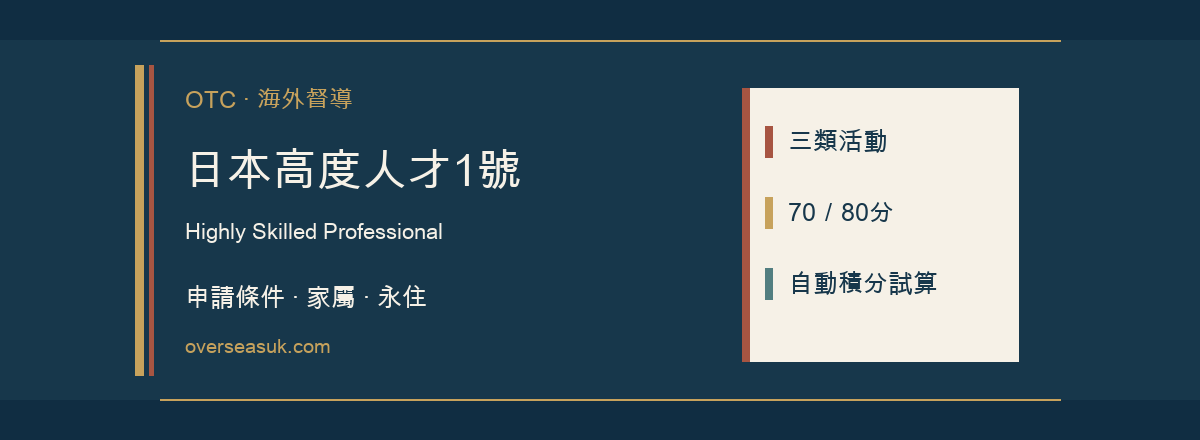 OTC · 海外督導
日本高度人才1號
Highly Skilled Professional
申請條件 · 家屬 · 永住
overseasuk.com
三類活動
70 / 80分
自動積分試算